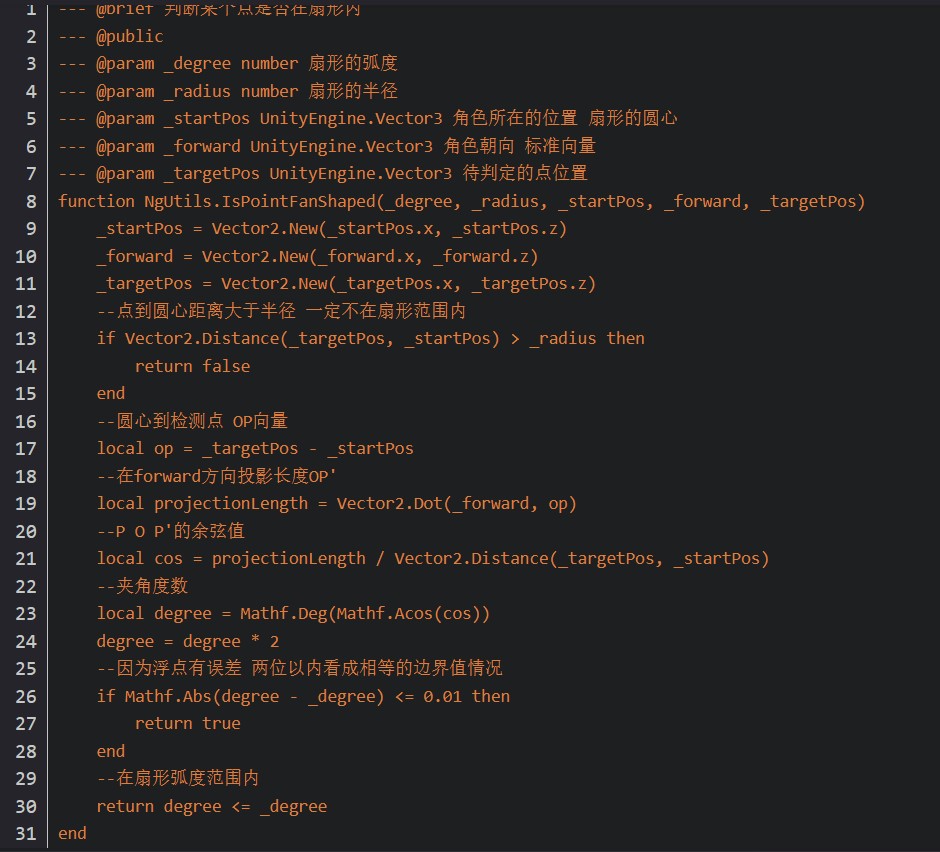 1 --- @brief 判断某个点是否在扇形内
2 --- @public
3 --- @param _degree number 扇形的弧度
4 --- @param _radius number 扇形的半径
5 --- @param _startPos UnityEngine.Vector3 角色所在的位置 扇形的圆心
6 --- @param _forward UnityEngine.Vector3 角色朝向 标准向量
7 --- @param _targetPos UnityEngine.Vector3 待判定的点位置
8 function NgUtils.IsPointFanShaped(_degree, _radius, _startPos, _forward, _targetPos)
9     _startPos = Vector2.New(_startPos.x, _startPos.z)
10     _forward = Vector2.New(_forward.x, _forward.z)
11     _targetPos = Vector2.New(_targetPos.x, _targetPos.z)
12     --点到圆心距离大于半径 一定不在扇形范围内
13     if Vector2.Distance(_targetPos, _startPos) > _radius then
14         return false
15     end
16     --圆心到检测点 OP向量
17     local op = _targetPos - _startPos
18     --在forward方向投影长度OP'
19     local projectionLength = Vector2.Dot(_forward, op)
20     --P O P'的余弦值
21     local cos = projectionLength / Vector2.Distance(_targetPos, _startPos)
22     --夹角度数
23     local degree = Mathf.Deg(Mathf.Acos(cos))
24     degree = degree * 2
25     --因为浮点有误差 两位以内看成相等的边界值情况
26     if Mathf.Abs(degree - _degree) <= 0.01 then
27         return true
28     end
29     --在扇形弧度范围内
30     return degree <= _degree
31 end